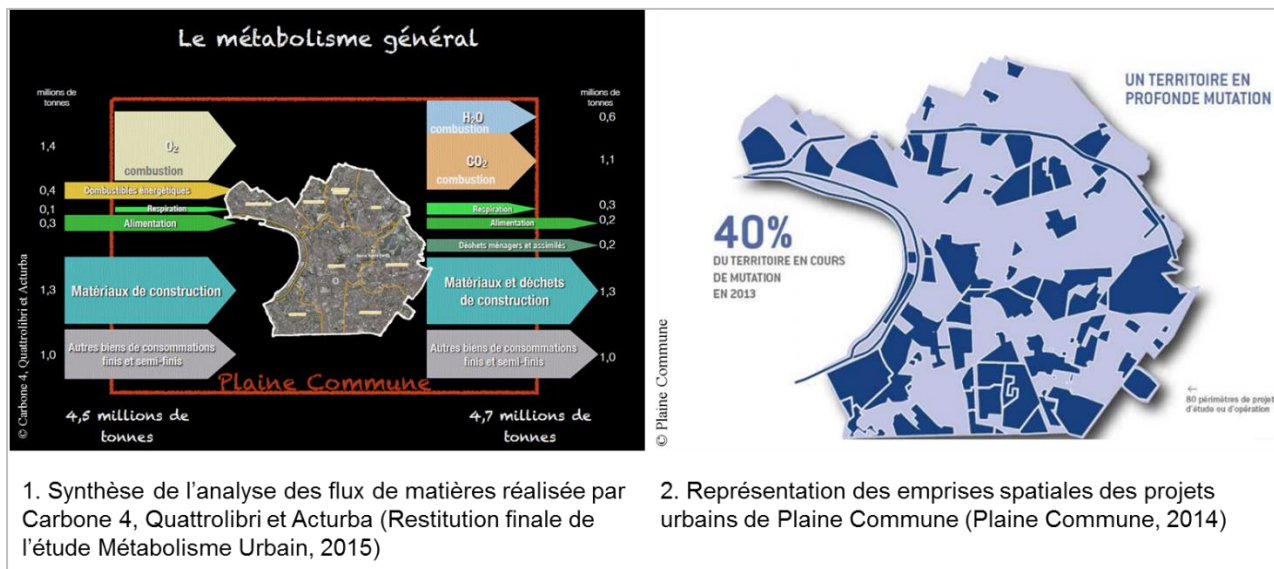 Le métabolisme général
millions de
tonnes
1,4
0,4
0,1
0,3
1,3
1,0
O₂
combustion
Combustibles énergétiques
Respiration
Alimentation
Matériaux de construction
Autres biens de consommations
finis et semi-finis
H₂O
combustion
CO₂
combustion
Respiration
Alimentation
Déchets ménagers et assimilés
Matériaux et déchets
de construction
Autres biens de consommations
finis et semi-finis
millions de
tonnes
0,6
1,1
0,3
0,2
0,2
1,3
1,0
Plaine Commune
4,5 millions de
tonnes
4,7 millions de
tonnes
© Carbone 4, Quattrolibri et Acturba
UN TERRITOIRE EN
PROFONDE MUTATION
40%
DU TERRITOIRE EN COURS
DE MUTATION
EN 2013
←
80 périmètres de projet
d'étude ou d'opération
© Plaine Commune
1. Synthèse de l’analyse des flux de matières réalisée par
Carbone 4, Quattrolibri et Acturba (Restitution finale de
l’étude Métabolisme Urbain, 2015)
2. Représentation des emprises spatiales des projets
urbains de Plaine Commune (Plaine Commune, 2014)